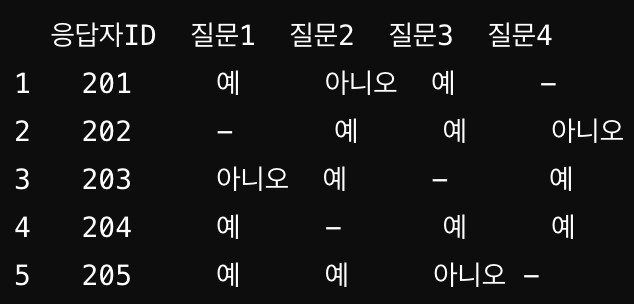 응답자ID 질문1 질문2 질문3 질문4
1 201 예 아니오 예 –
2 202 – 예 예 아니오
3 203 아니오 예 – 예
4 204 예 – 예 예
5 205 예 예 아니오 –